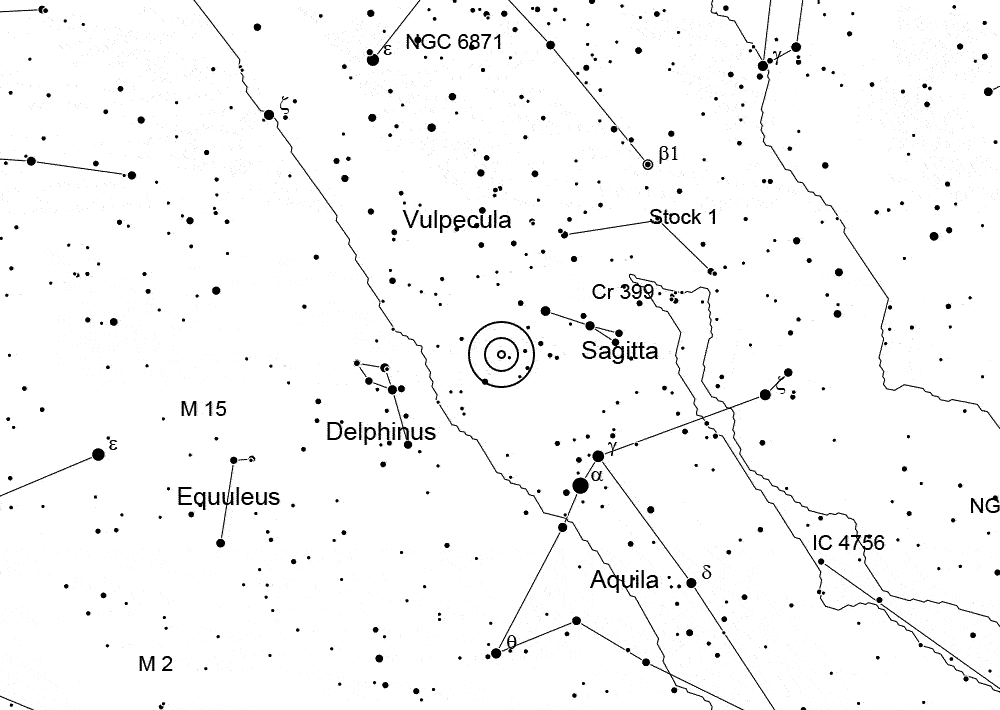 ε NGC 6871
γ
ζ
β1
Vulpecula
Stock 1
Cr 399
Sagitta
ζ
M 15
Delphinus
ε
γ
α
Equuleus
NG
IC 4756
Aquila
δ
θ
M 2